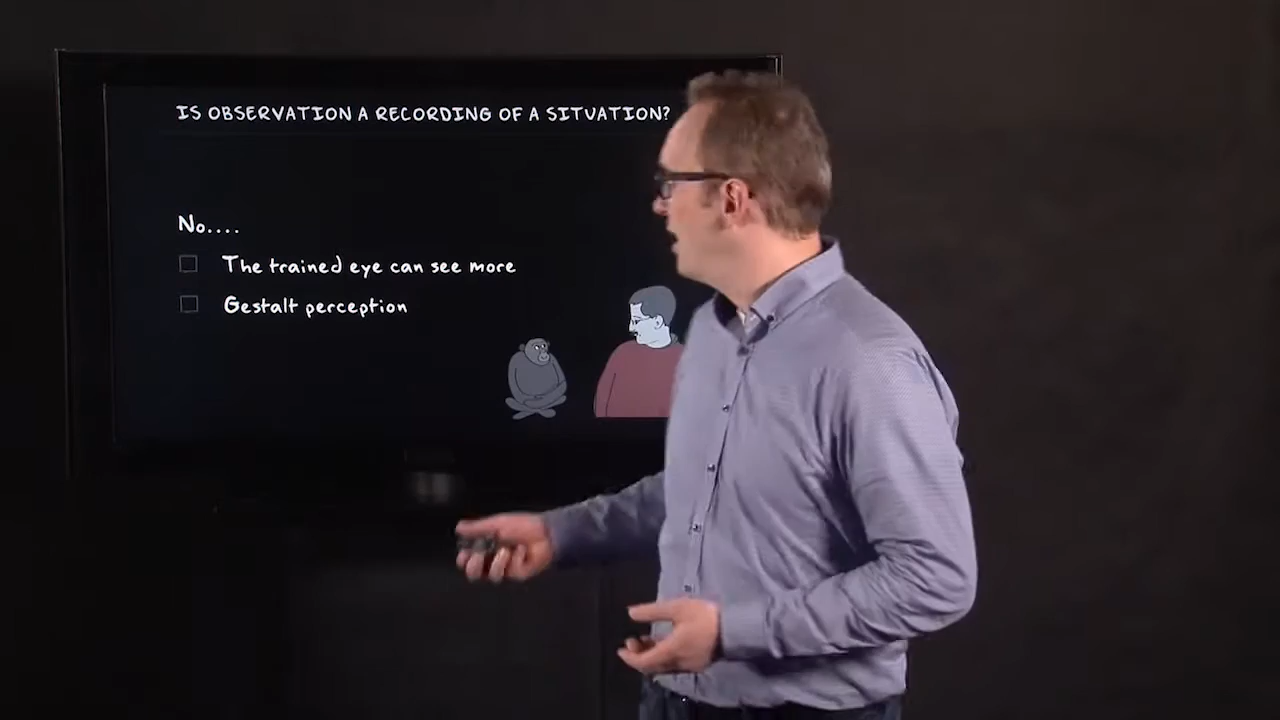 IS OBSERVATION A RECORDING OF A SITUATION?
No....
The trained eye can see more
Gestalt perception